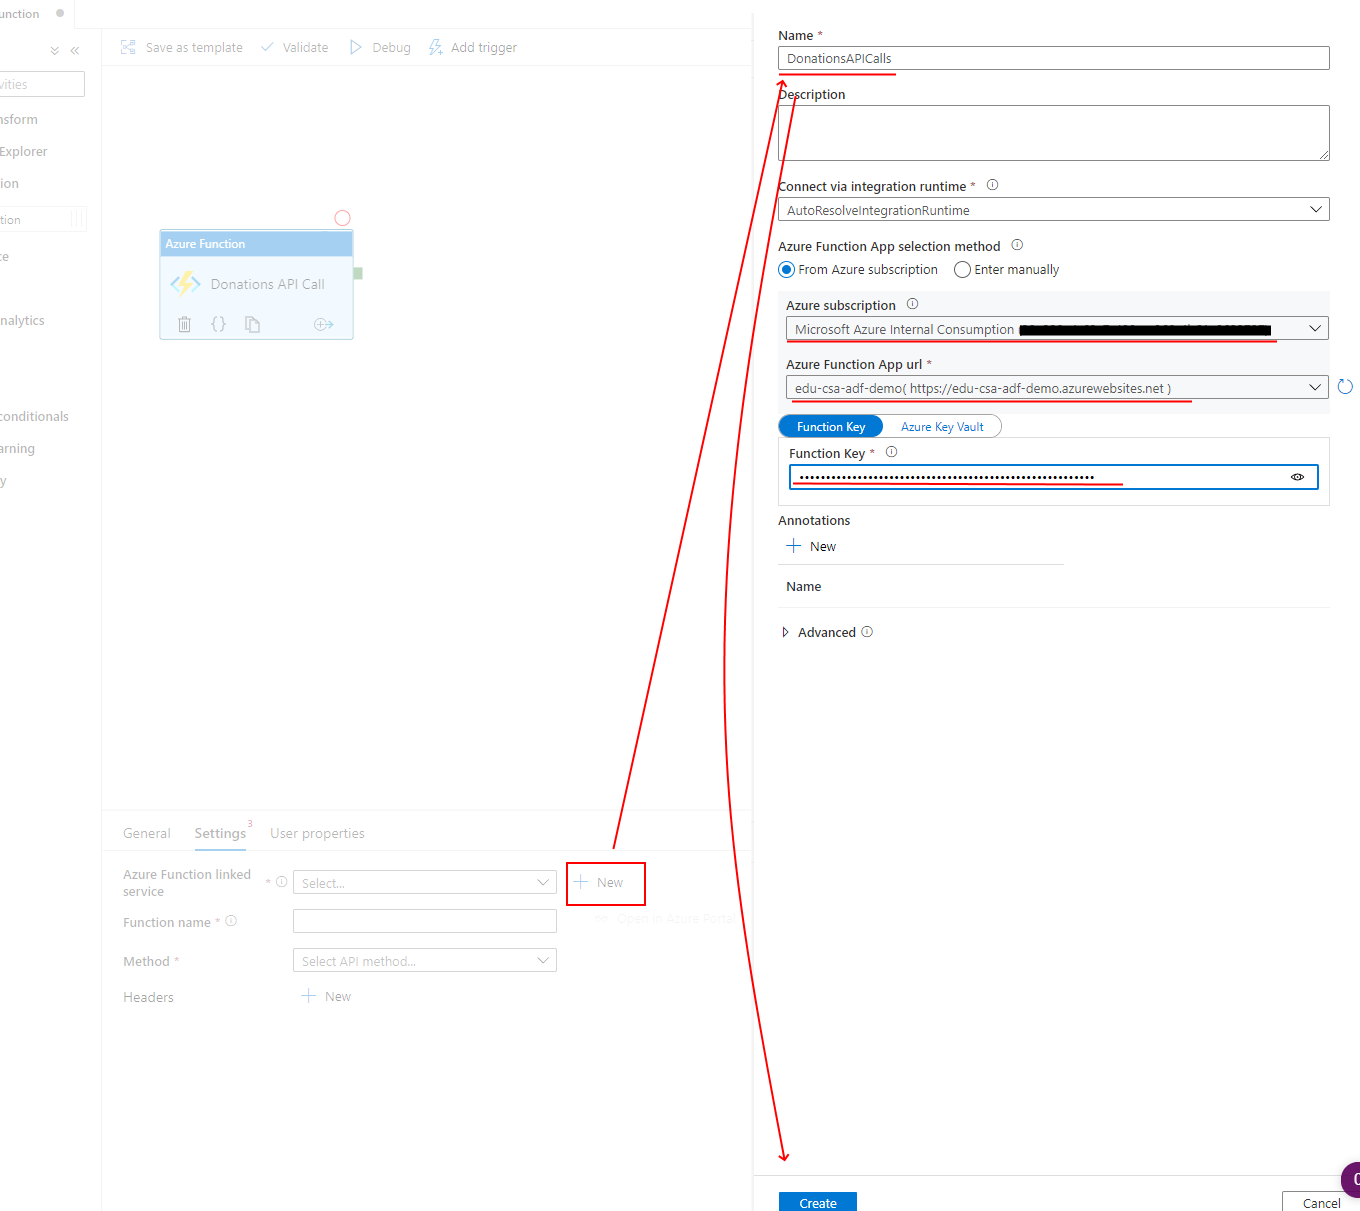 unction
Save as template
Validate
Debug
Add trigger
vities
nsform
Explorer
ion
tion
ce
nalytics
conditionals
arning
y
Azure Function
Donations API Call
General
Settings
3
User properties
Azure Function linked
service
*
Select...
New
Open in Azure Portal
Function name *
Method *
Select API method...
Headers
New
Name *
DonationsAPICalls
Description
Connect via integration runtime *
AutoResolveIntegrationRuntime
Azure Function App selection method
From Azure subscription
Enter manually
Azure subscription
Microsoft Azure Internal Consumption (
Azure Function App url *
edu-csa-adf-demo( https://edu-csa-adf-demo.azurewebsites.net )
Function Key
Azure Key Vault
Function Key *
Annotations
New
Name
Advanced
Create
Cancel